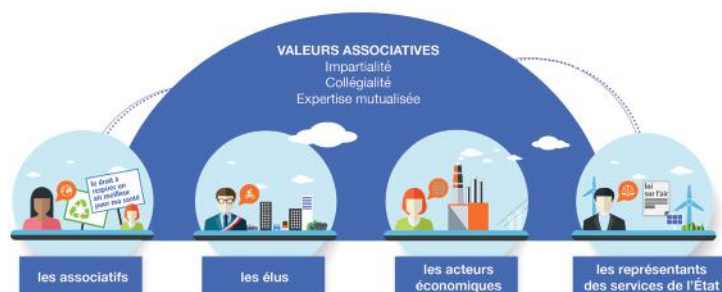 VALEURS ASSOCIATIVES
Impartialité
Collégialité
Expertise mutualisée
le droit à
respirer un
air meilleur
pour ma santé
loi
sur l'air
les associatifs
les élus
les acteurs
économiques
les représentants
des services de l'État